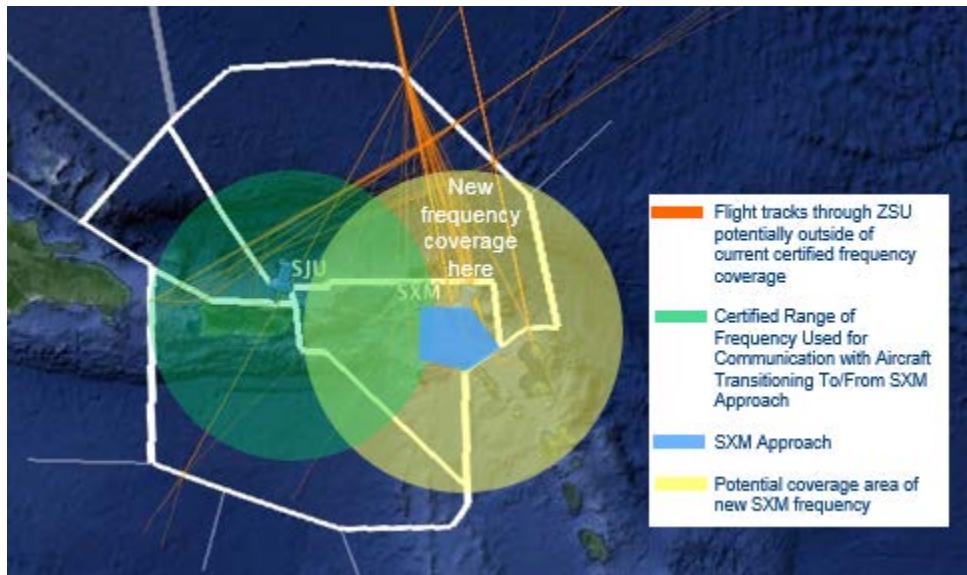 New
frequency
coverage
here
SJU
SXM
Flight tracks through ZSU
potentially outside of
current certified frequency
coverage
Certified Range of
Frequency Used for
Communication with Aircraft
Transitioning To/From SXM
Approach
SXM Approach
Potential coverage area of
new SXM frequency